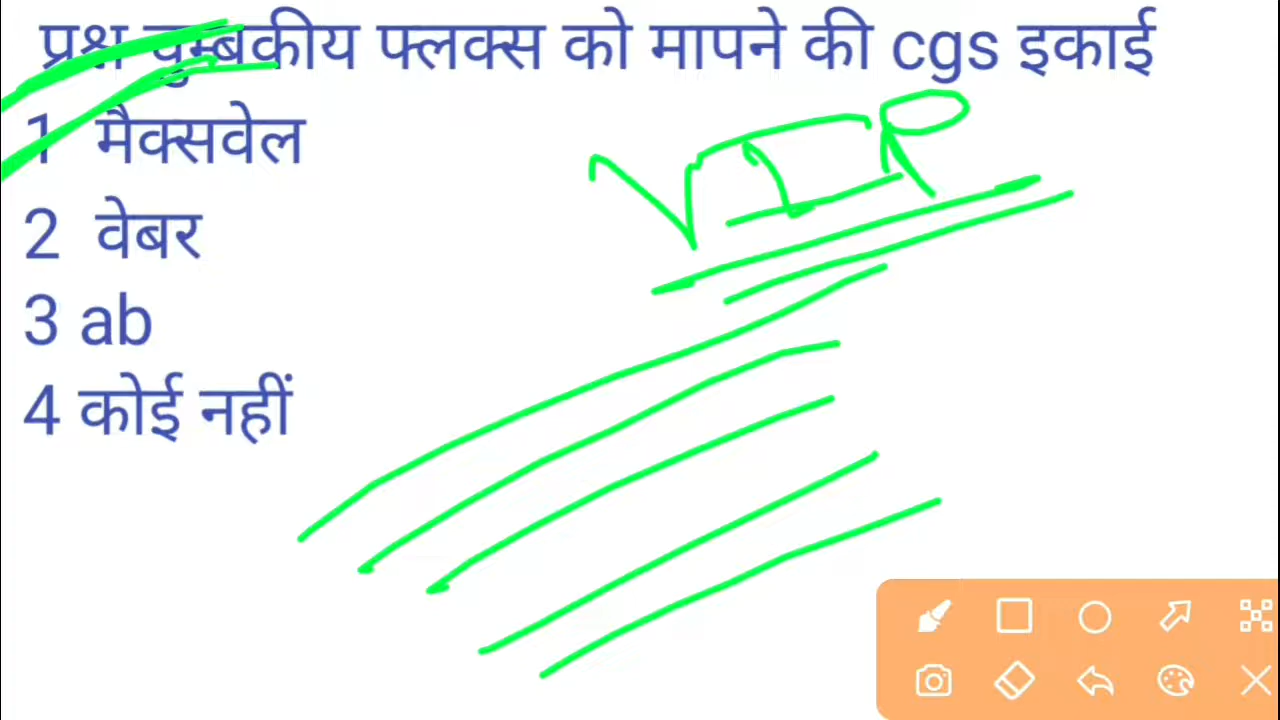 प्रश्न चुम्बकीय फ्लक्स को मापने की cgs इकाई
1 मैक्सवेल
VIP
2 वेबर
3 ab
4 कोई नहीं